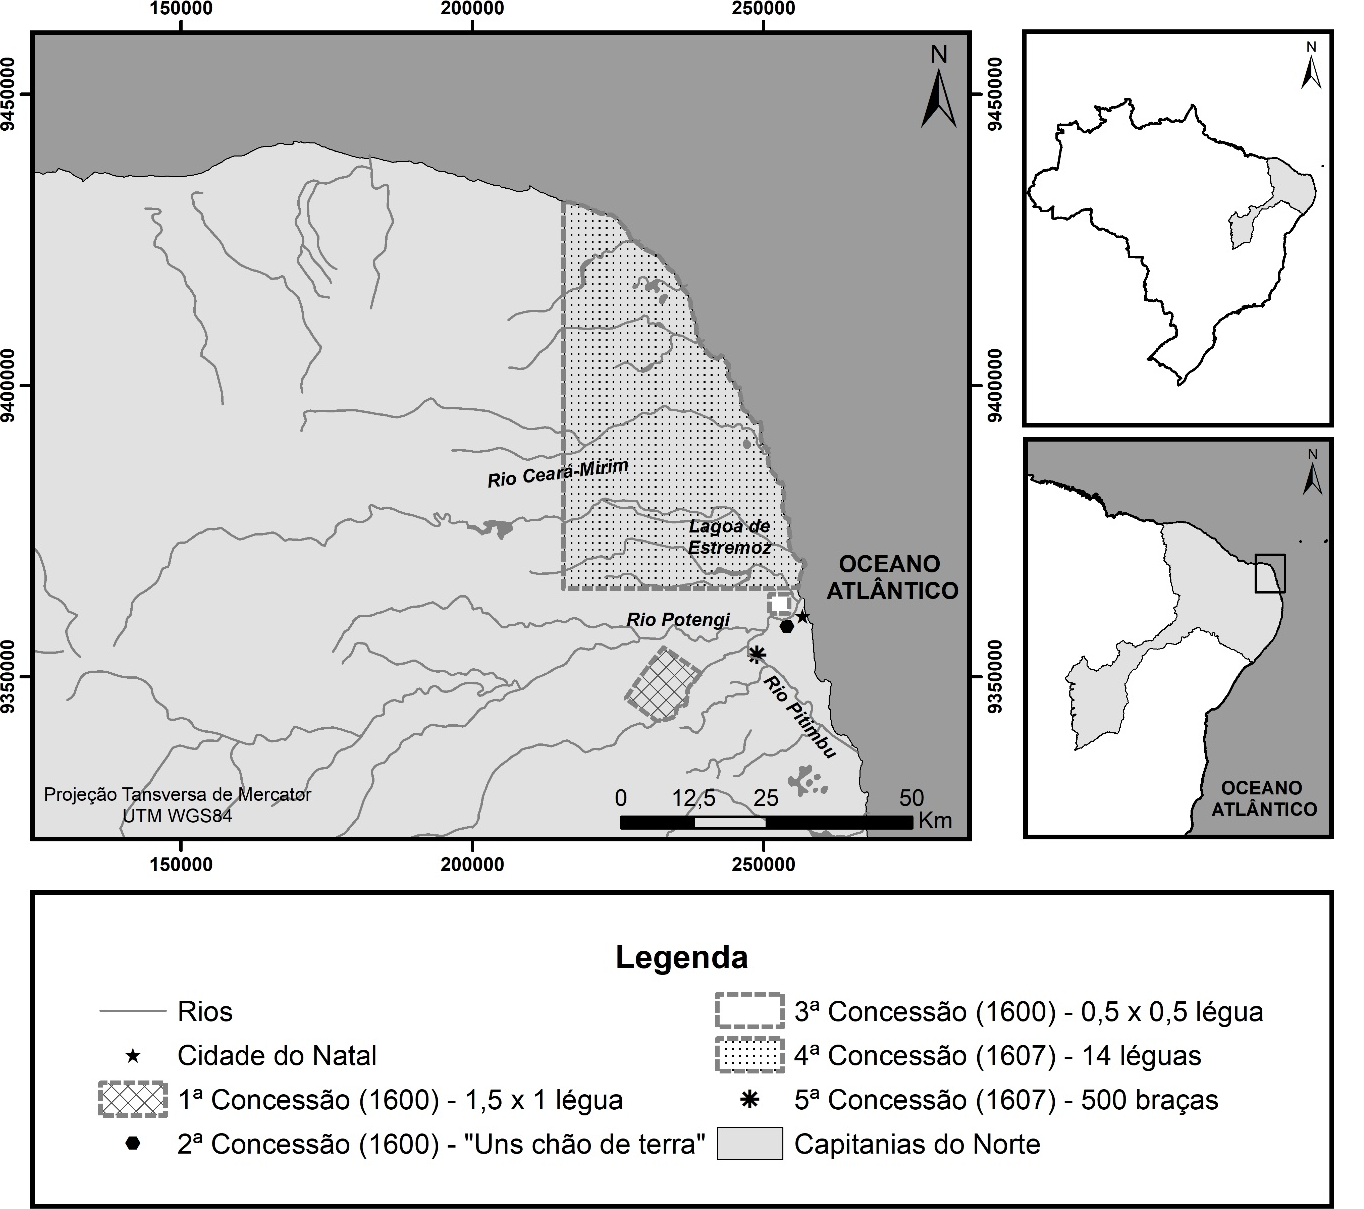 150000 200000 250000
9450000
9400000
9350000
N
Rio Ceará-Mirim
Lagoa de
Estremoz
OCEANO
ATLÂNTICO
Rio Potengi
Rio Pitimbu
Projeção Tansversa de Mercator
UTM WGS84
0 12,5 25 50
Km
150000 200000 250000
9450000
9400000
9350000
N
N
OCEANO
ATLÂNTICO
Legenda
Rios
Cidade do Natal
1ª Concessão (1600) - 1,5 x 1 légua
2ª Concessão (1600) - "Uns chão de terra"
3ª Concessão (1600) - 0,5 x 0,5 légua
4ª Concessão (1607) - 14 léguas
5ª Concessão (1607) - 500 braças
Capitanias do Norte